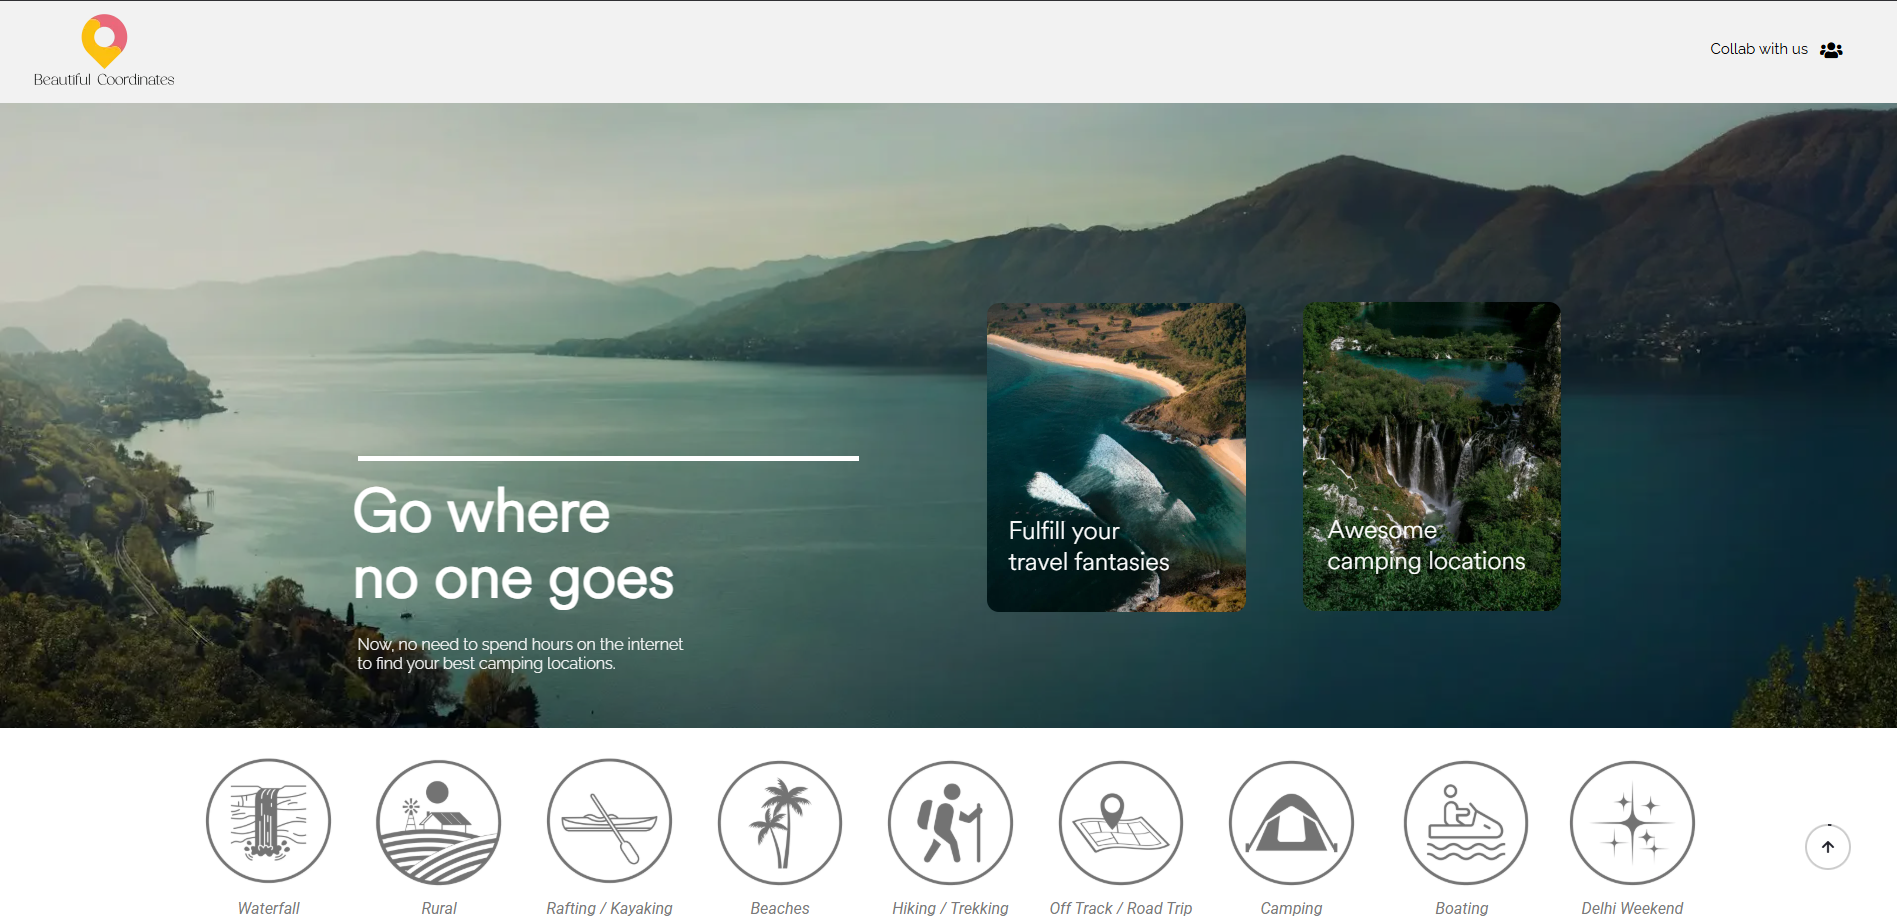 Beautiful Coordinates
Collab with us
Go where
no one goes
Now, no need to spend hours on the internet
to find your best camping locations.
Fulfill your
travel fantasies
Awesome
camping locations
Waterfall
Rural
Rafting / Kayaking
Beaches
Hiking / Trekking
Off Track / Road Trip
Camping
Boating
Delhi Weekend